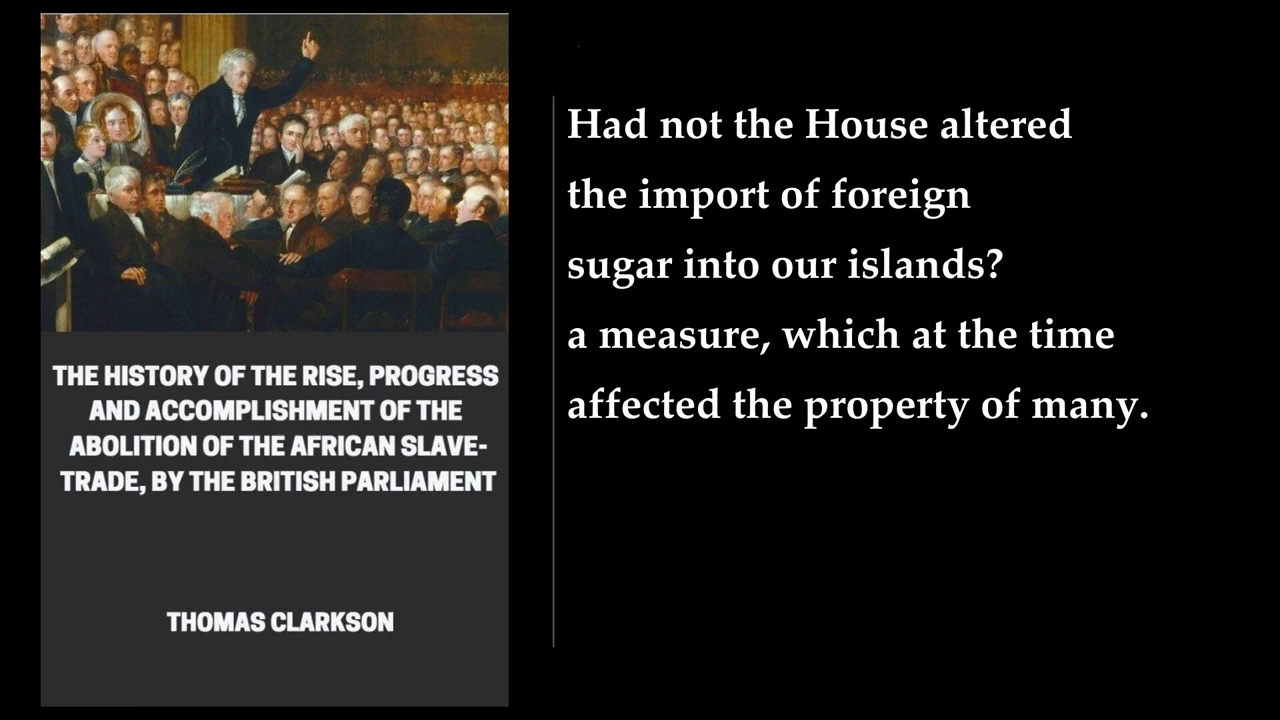 THE HISTORY OF THE RISE, PROGRESS
AND ACCOMPLISHMENT OF THE
ABOLITION OF THE AFRICAN SLAVE-
TRADE, BY THE BRITISH PARLIAMENT
THOMAS CLARKSON
Had not the House altered
the import of foreign
sugar into our islands?
a measure, which at the time
affected the property of many.